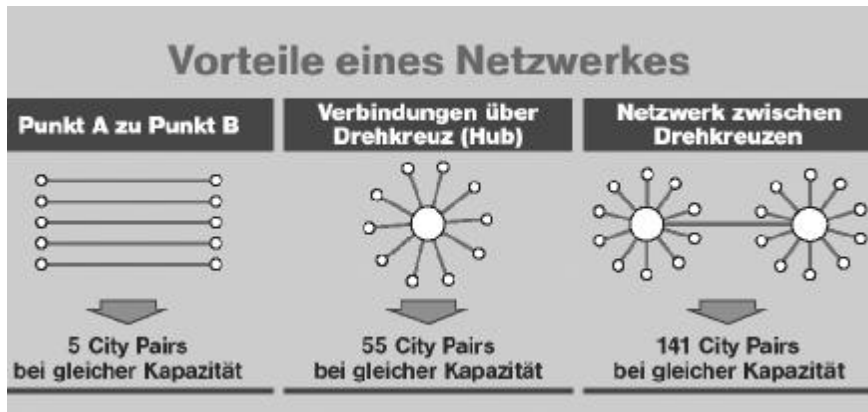 Vorteile eines Netzwerkes
Punkt A zu Punkt B
Verbindungen über
Drehkreuz (Hub)
Netzwerk zwischen
Drehkreuzen
5 City Pairs
bei gleicher Kapazität
55 City Pairs
bei gleicher Kapazität
141 City Pairs
bei gleicher Kapazität